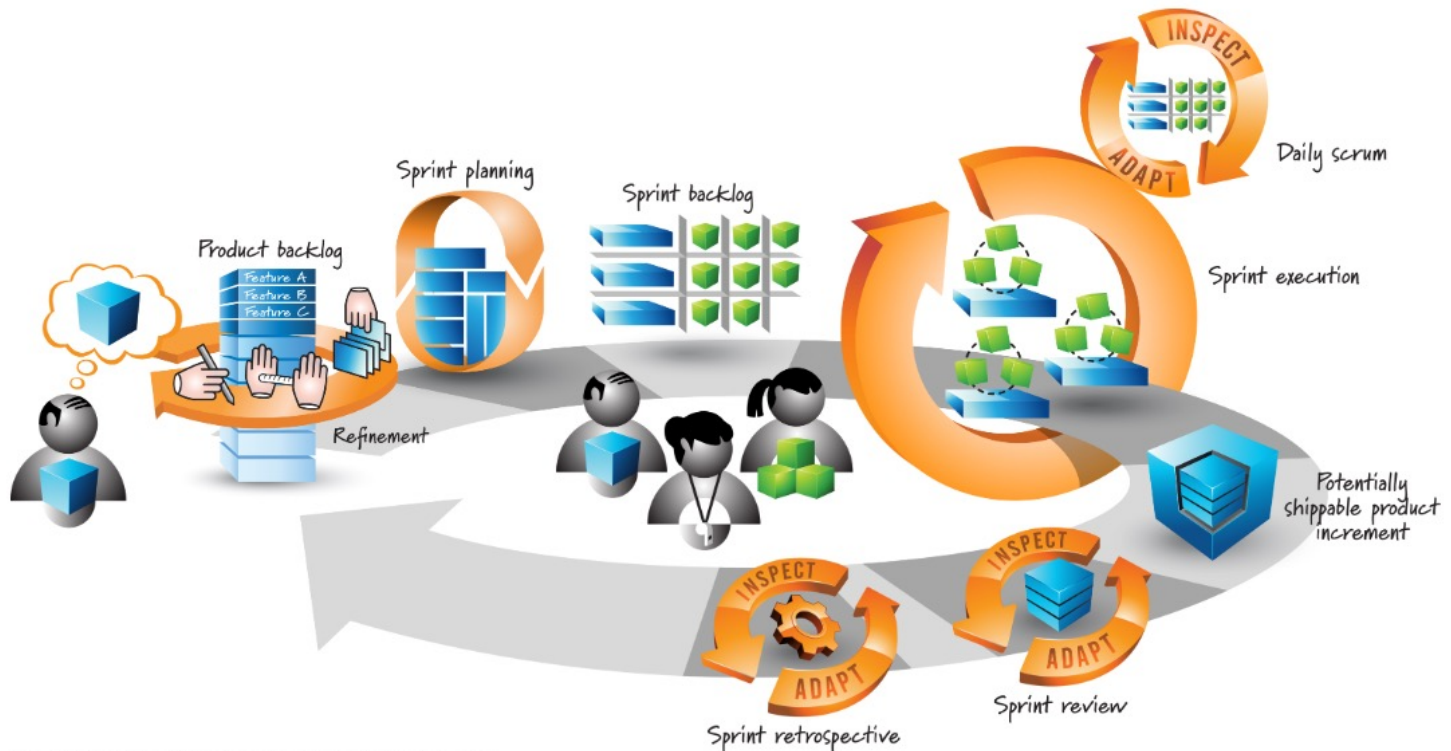 INSPECT
ADAPT
Daily scrum
Sprint planning
Sprint backlog
Product backlog
Feature A
Feature B
Feature C
Sprint execution
Refinement
Potentially
shippable product
increment
INSPECT
ADAPT
Sprint review
INSPECT
ADAPT
Sprint retrospective